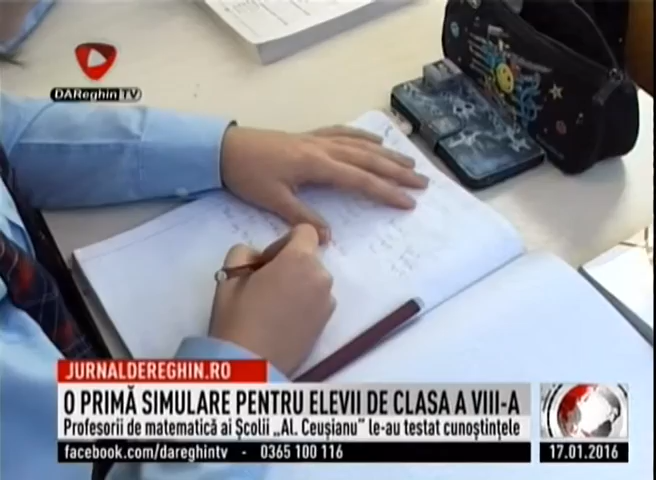 DAReghin TV
JURNALDEREGHIN.RO
O PRIMĂ SIMULARE PENTRU ELEVII DE CLASA A VIII-A
Profesorii de matematică ai Școlii „Al. Ceușianu" le-au testat cunoștințele
facebook.com/dareghintv - 0365 100 116
17.01.2016